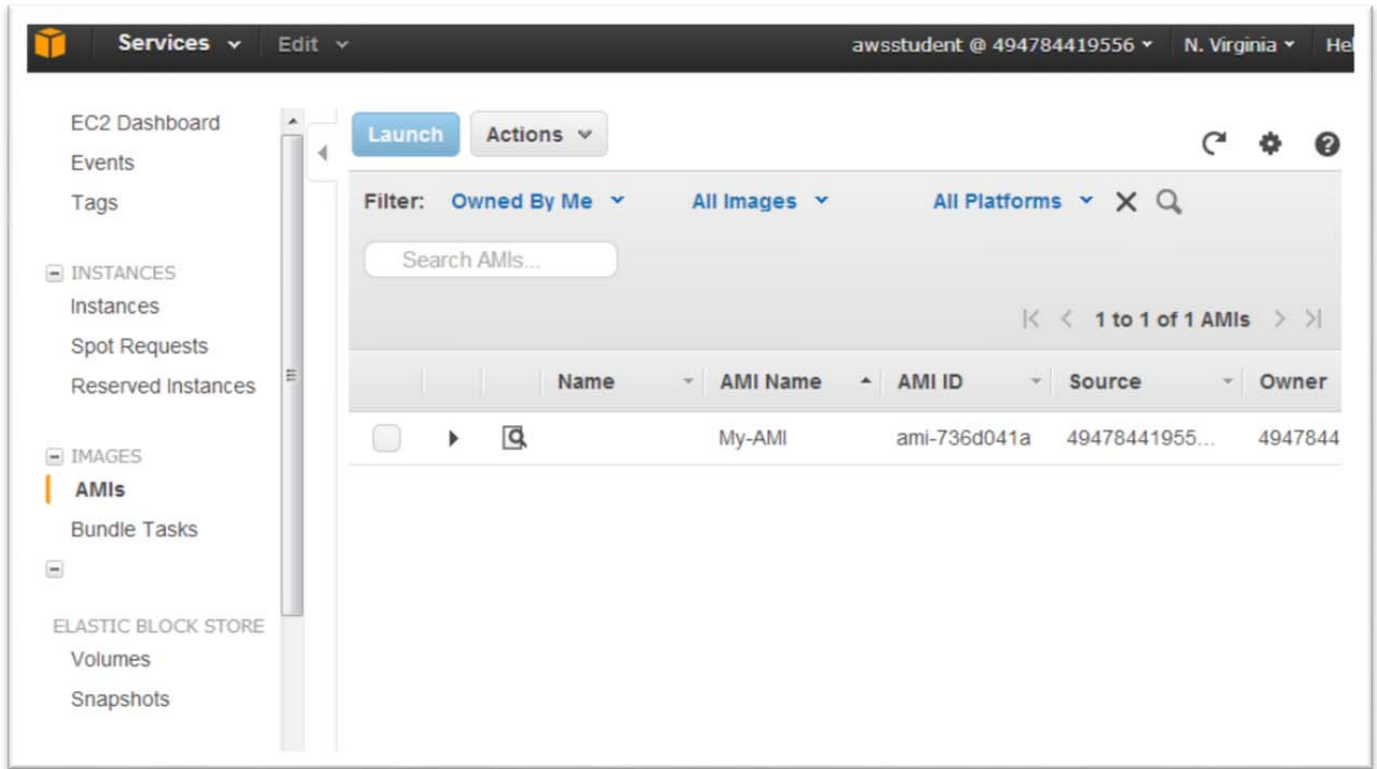 Services Edit awsstudent @ 494784419556 N. Virginia Hel
EC2 Dashboard
Events
Tags
INSTANCES
Instances
Spot Requests
Reserved Instances
IMAGES
AMIs
Bundle Tasks
ELASTIC BLOCK STORE
Volumes
Snapshots
Launch Actions
Filter: Owned By Me All Images All Platforms
Search AMIs...
1 to 1 of 1 AMIs
Name AMI Name AMI ID Source Owner
My-AMI ami-736d041a 49478441955...4947844